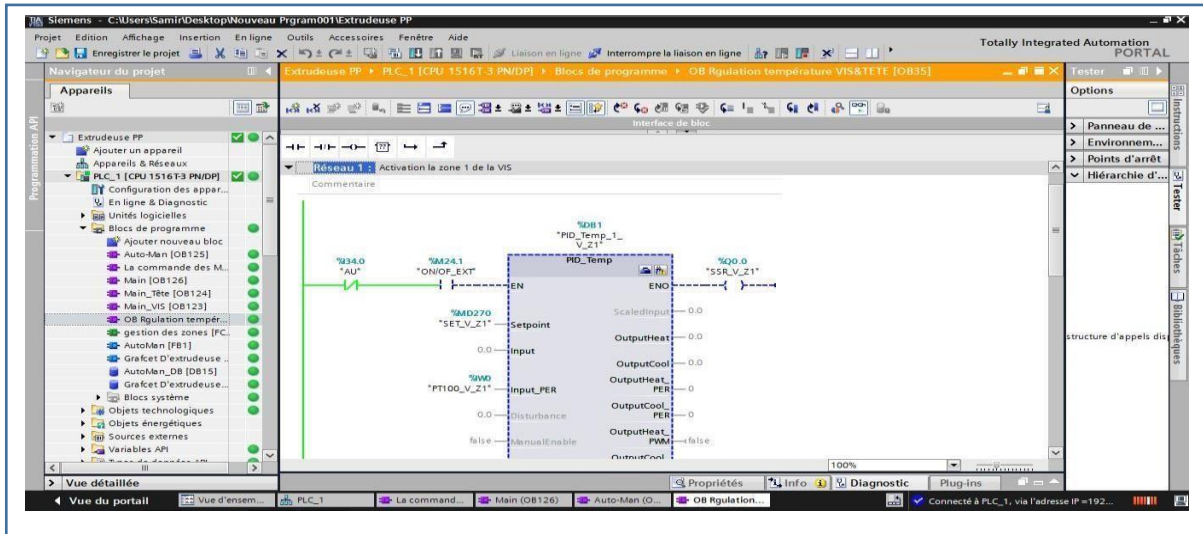 Siemens - C:\Users\Samir\Desktop\Nouveau Prgram001\Extrudeuse PP
Projet Edition Affichage Insertion En ligne Outils Accessoires Fenêtre Aide
Totally Integrated Automation
PORTAL
Enregistrer le projet
Liaison en ligne
Interrompre la liaison en ligne
Navigateur du projet
Extrudeuse PP
PLC_1 [CPU 1516T-3 PN/DP]
Blocs de programme
OB Rgulation température VIS&TETE [OB35]
Tester
Appareils
Options
Programmation API
Interface de bloc
Extrudeuse PP
Ajouter un appareil
Appareils & Réseaux
PLC_1 [CPU 1516T-3 PN/DP]
Configuration des appar...
En ligne & Diagnostic
Unités logicielles
Blocs de programme
Ajouter nouveau bloc
Auto-Man [OB125]
La commande des M...
Main [OB126]
Main_Tête [OB124]
Main_VIS [OB123]
OB Rgulation tempér...
gestion des zones [FC...
AutoMan [FB1]
Grafcet D'extrudeuse ..
AutoMan_DB [DB15]
Grafcet D'extrudeuse...
Blocs système
Objets technologiques
Objets énergétiques
Sources externes
Variables API
Réseau 1 : Activation la zone 1 de la VIS
Commentaire
%DB1
"PID_Temp_1_
V_Z1"
PID_Temp
%I34.0
"AU"
%M24.1
"ON/OF_EXT"
EN
ENO
%Q0.0
"SSR_V_Z1"
%MD270
"SET_V_Z1"
Setpoint
ScaledInput
0.0
0.0
Input
OutputHeat
0.0
OutputCool
0.0
%IW0
"PT100_V_Z1"
Input_PER
OutputHeat_
PER
0
0.0
Disturbance
OutputCool_
PER
0
false
ManualEnable
OutputHeat_
PWM
false
100%
Panneau de ...
Environnem...
Points d'arrêt
Hiérarchie d'...
structure d'appels disp
Instructions
Tester
Tâches
Bibliothèques
Vue détaillée
Propriétés
Info
Diagnostic
Plug-ins
Vue du portail
Vue d'ensem...
PLC_1
La command...
Main (OB126)
Auto-Man (O...
OB Rgulation...
Connecté à PLC_1, via l'adresse IP =192...